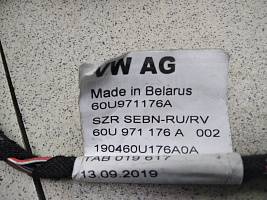 VW AG
Made in Belarus
60U971176A
SZR SEBN-RU/RV
60U 971 176 A 002
190460U176A0A
TAB 019 617
13.09.2019